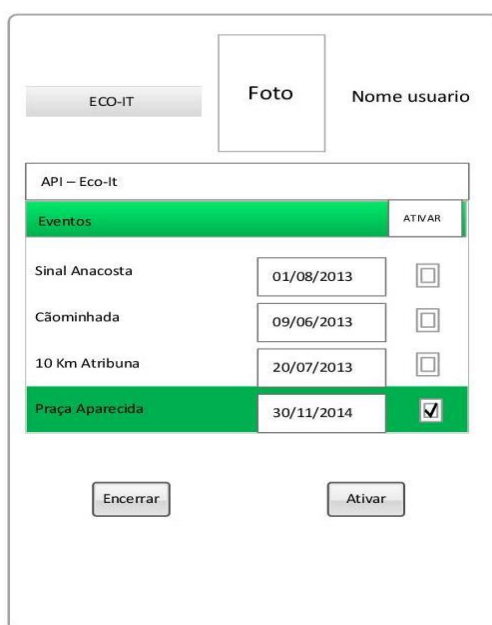 ECO-IT
Foto
Nome usuario
API – Eco-It
Eventos
ATIVAR
Sinal Anacosta
01/08/2013
Cãominhada
09/06/2013
10 Km Atribuna
20/07/2013
Praça Aparecida
30/11/2014
Encerrar
Ativar